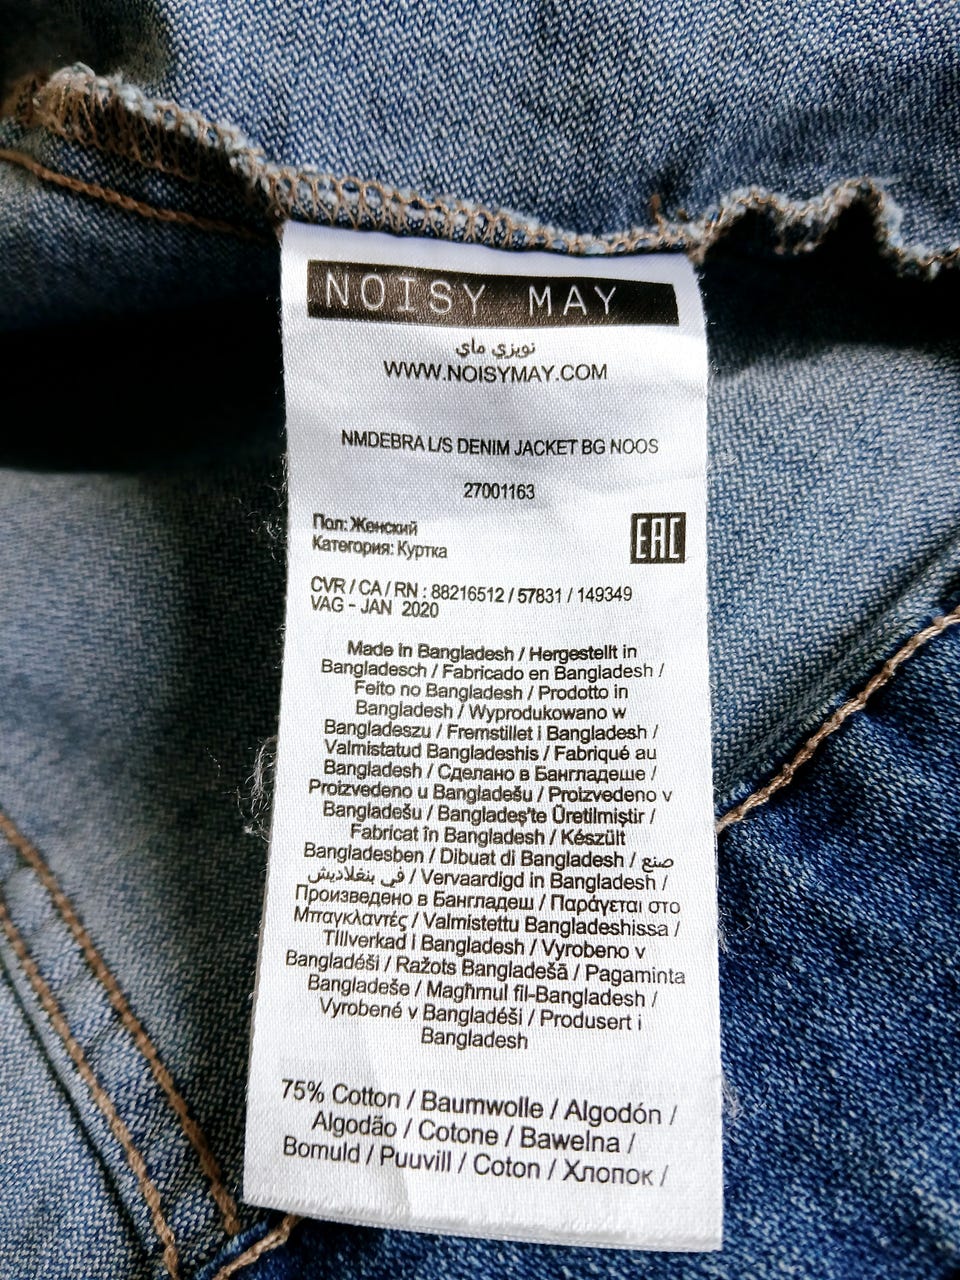 NOISY MAY
نويزي ماي
WWW.NOISYMAY.COM
NMDEBRA L/S DENIM JACKET BG NOOS
27001163
Пол: Женский
Категория: Куртка
EAC
CVR / CA / RN : 88216512 / 57831 / 149349
VAG - JAN 2020
Made in Bangladesh / Hergestellt in
Bangladesch / Fabricado en Bangladesh /
Feito no Bangladesh / Prodotto in
Bangladesh / Wyprodukowano w
Bangladeszu / Fremstillet i Bangladesh /
Valmistatud Bangladeshis / Fabriqué au
Bangladesh / Сделано в Бангладеше /
Proizvedeno u Bangladešu / Proizvedeno v
Bangladešu / Bangladeş'te Üretilmiştir /
Fabricat în Bangladesh / Készült
Bangladesben / Dibuat di Bangladesh / صنع
في بنغلاديش / Vervaardigd in Bangladesh /
Произведено в Бангладеш / Παράγεται στο
Μπαγκλαντές / Valmistettu Bangladeshissa /
Tillverkad i Bangladesh / Vyrobeno v
Bangladéši / Ražots Bangladešā / Pagaminta
Bangladeše / Magħmul fil-Bangladesh /
Vyrobené v Bangladéši / Produsert i
Bangladesh
75% Cotton / Baumwolle / Algodón /
Algodão / Cotone / Bawełna /
Bomuld / Puuvill / Coton / Хлопок /